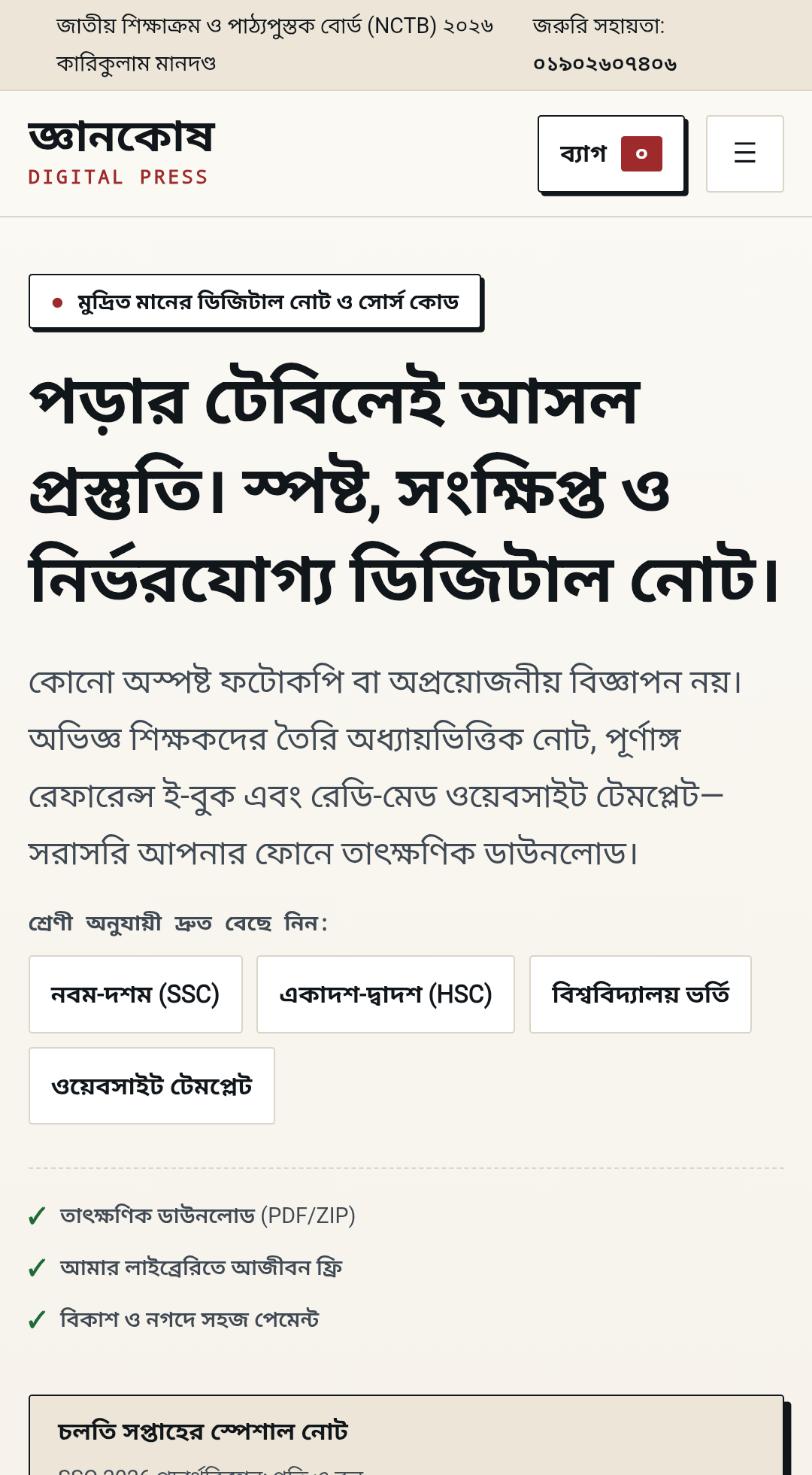 জাতীয় শিক্ষাক্রম ও পাঠ্যপুস্তক বোর্ড (NCTB) ২০২৬
কারিকুলাম মানদণ্ড
জরুরি সহায়তা:
০১৯০২৬০৭৪০৬
জ্ঞানকোষ
DIGITAL PRESS
ব্যাগ ০
মুদ্রিত মানের ডিজিটাল নোট ও সোর্স কোড
পড়ার টেবিলেই আসল
প্রস্তুতি। স্পষ্ট, সংক্ষিপ্ত ও
নির্ভরযোগ্য ডিজিটাল নোট।
কোনো অস্পষ্ট ফটোকপি বা অপ্রয়োজনীয় বিজ্ঞাপন নয়।
অভিজ্ঞ শিক্ষকদের তৈরি অধ্যায়ভিত্তিক নোট, পূর্ণাঙ্গ
রেফারেন্স ই-বুক এবং রেডি-মেড ওয়েবসাইট টেমপ্লেট—
সরাসরি আপনার ফোনে তাৎক্ষণিক ডাউনলোড।
শ্রেণী অনুযায়ী দ্রুত বেছে নিন:
নবম-দশম (SSC)
একাদশ-দ্বাদশ (HSC)
বিশ্ববিদ্যালয় ভর্তি
ওয়েবসাইট টেমপ্লেট
✓ তাৎক্ষণিক ডাউনলোড (PDF/ZIP)
✓ আমার লাইব্রেরিতে আজীবন ফ্রি
✓ বিকাশ ও নগদে সহজ পেমেন্ট
চলতি সপ্তাহের স্পেশাল নোট